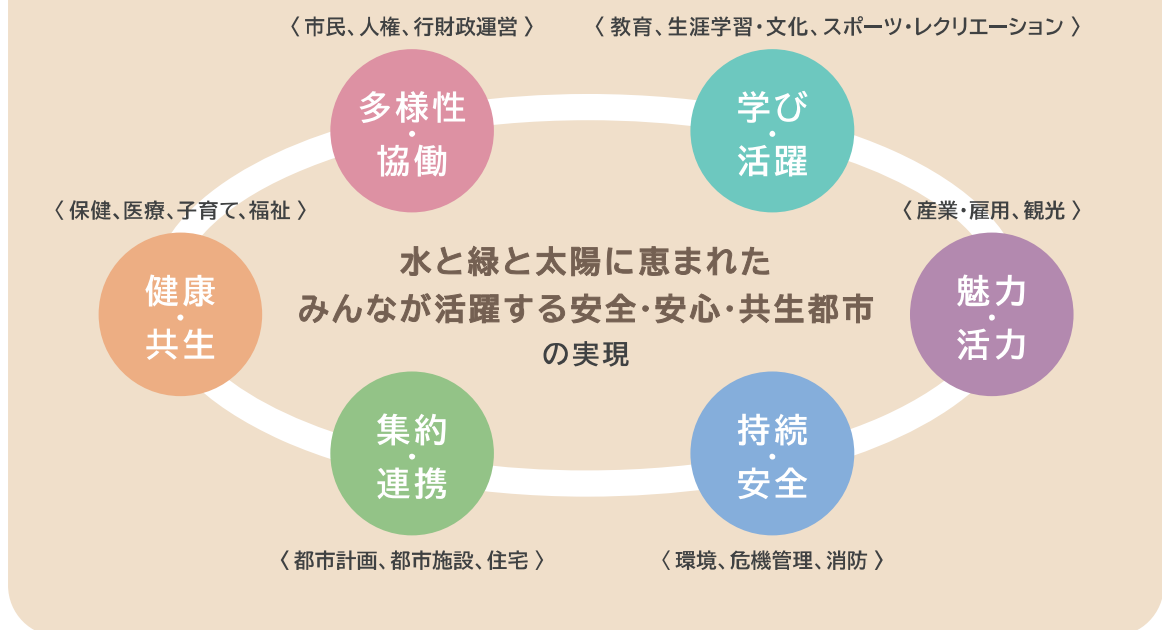 〈 市民、人権、行財政運営 〉
〈 教育、生涯学習・文化、スポーツ・レクリエーション 〉
多様性
・
協働
学び
・
活躍
〈 保健、医療、子育て、福祉 〉
〈 産業・雇用、観光 〉
健康
・
共生
水と緑と太陽に恵まれた
みんなが活躍する安全・安心・共生都市
の実現
魅力
・
活力
集約
・
連携
持続
・
安全
〈 都市計画、都市施設、住宅 〉
〈 環境、危機管理、消防 〉